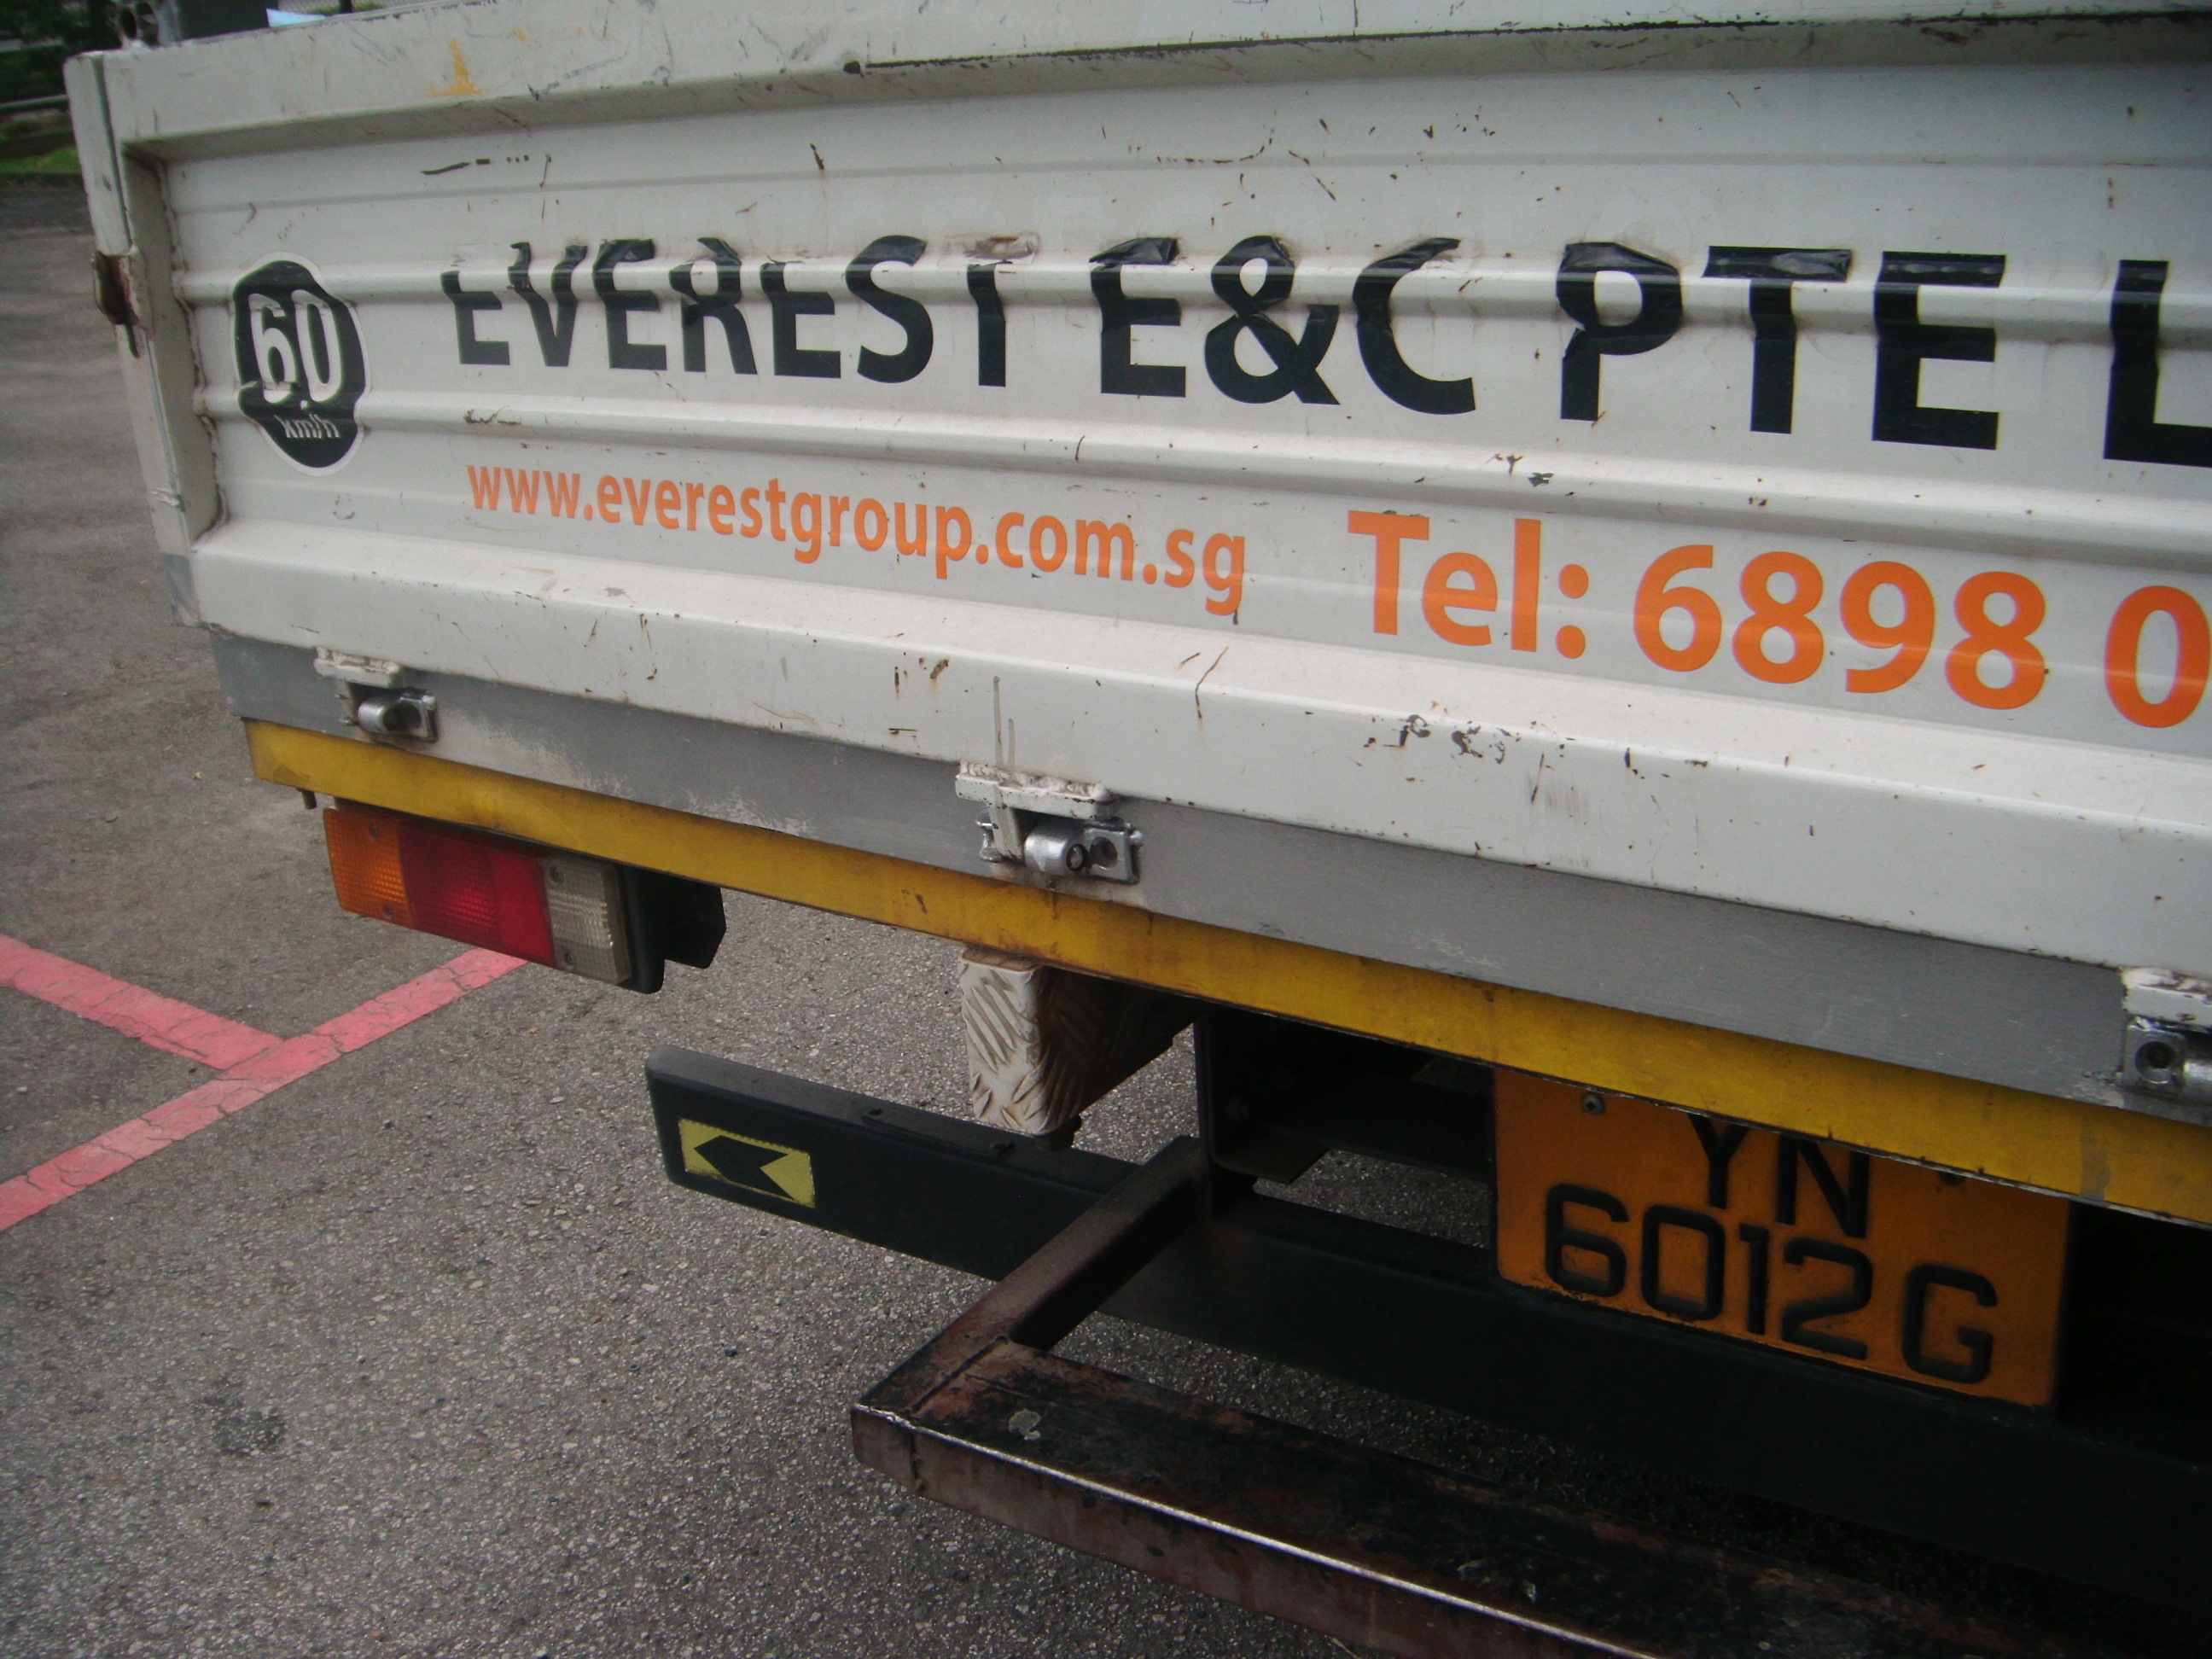 60
km/h
EVEREST E&C PTE L
www.everestgroup.com.sg Tel: 6898 0
YN
6012G